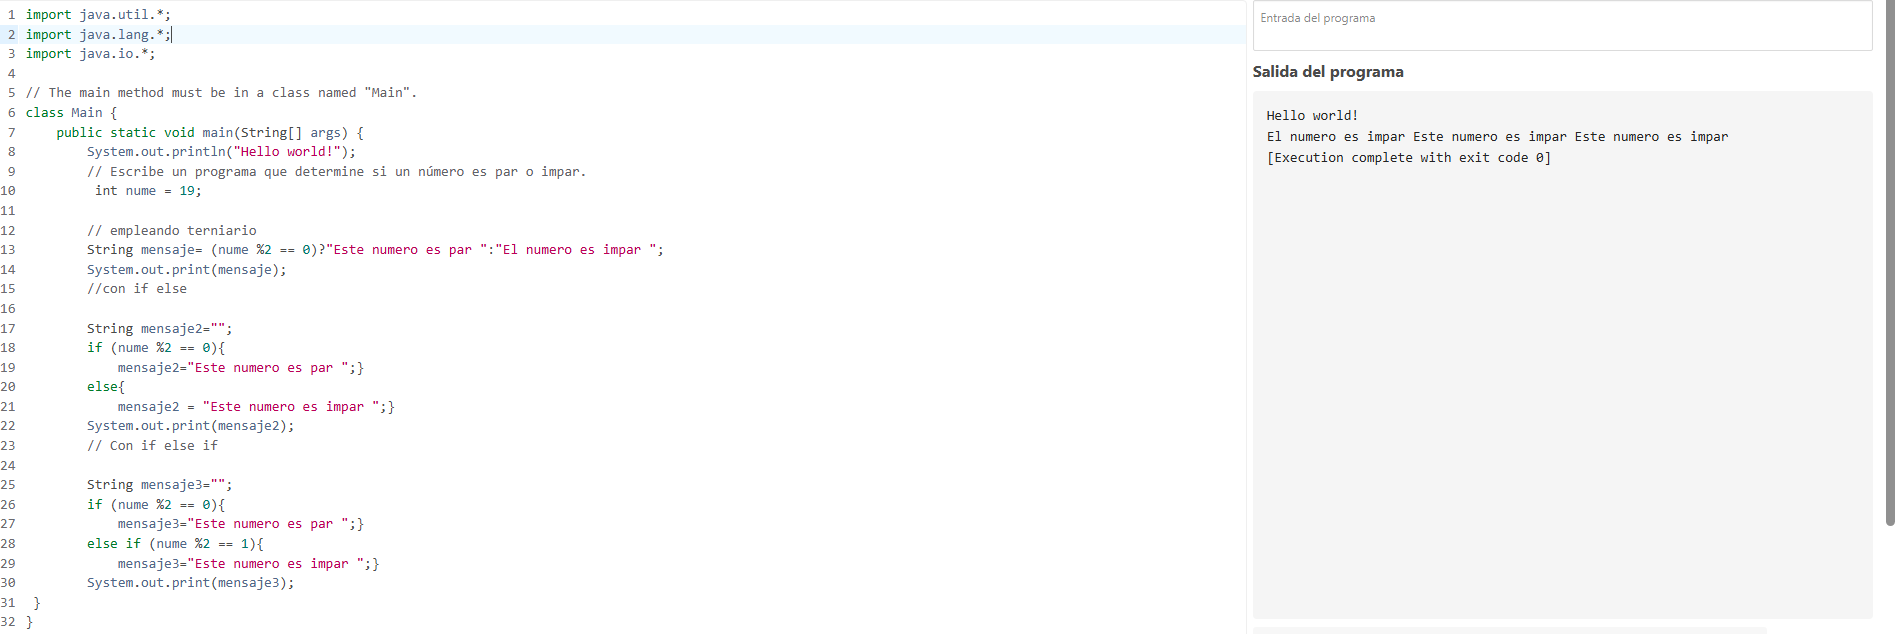 1 import java.util.*;
2 import java.lang.*;
3 import java.io.*;
4
5 // The main method must be in a class named "Main".
6 class Main {
7     public static void main(String[] args) {
8         System.out.println("Hello world!");
9         // Escribe un programa que determine si un número es par o impar.
10          int nume = 19;
11
12         // empleando terniario
13         String mensaje= (nume %2 == 0)?"Este numero es par ":"El numero es impar ";
14         System.out.print(mensaje);
15         //con if else
16
17         String mensaje2="";
18         if (nume %2 == 0){
19             mensaje2="Este numero es par ";}
20         else{
21             mensaje2 = "Este numero es impar ";}
22         System.out.print(mensaje2);
23         // Con if else if
24
25         String mensaje3="";
26         if (nume %2 == 0){
27             mensaje3="Este numero es par ";}
28         else if (nume %2 == 1){
29             mensaje3="Este numero es impar ";}
30         System.out.print(mensaje3);
31  }
32 }
Entrada del programa
Salida del programa
Hello world!
El numero es impar Este numero es impar Este numero es impar
[Execution complete with exit code 0]